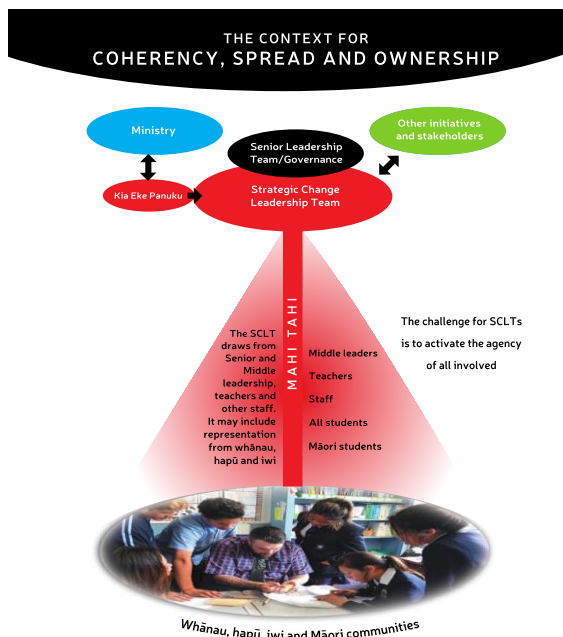 THE CONTEXT FOR
COHERENCY, SPREAD AND OWNERSHIP
Ministry
Other initiatives
and stakeholders
Senior Leadership
Team/Governance
Kia Eke Panuku
Strategic Change
Leadership Team
MAHI TAHI
The SCLT
draws from
Senior and
Middle
leadership,
teachers and
other staff.
It may include
representation
from whānau,
hapū and iwi
Middle leaders
Teachers
Staff
All students
Māori students
The challenge for SCLTs
is to activate the agency
of all involved
Whānau, hapū, iwi and Māori communities